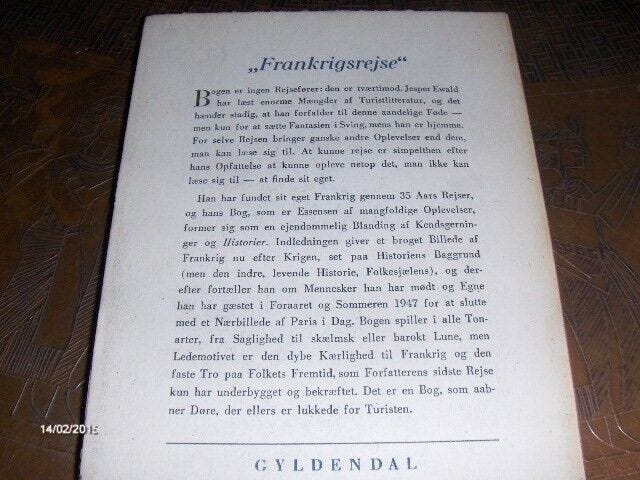 „Frankrigsrejse“
Bogen er ingen Rejsefører: den er tværtimod. Jesper Ewald
har læst enorme Mængder af Turistlitteratur, og det
hænder stadig, at han forfalder til denne aandelige Føde —
men kun for at sætte Fantasien i Sving, mens han er hjemme.
For selve Rejsen bringer ganske andre Oplevelser end dem,
man kan læse sig til. At kunne rejse er simpelthen efter
hans Opfattelse at kunne opleve netop det, man ikke kan
læse sig til — at finde sit eget.
Han har fundet sit eget Frankrig gennem 35 Aars Rejser,
og hans Bog, som er Essensen af mangfoldige Oplevelser,
former sig som en ejendommelig Blanding af Kendsgernin-
ger og Historier. Indledningen giver et broget Billede af
Frankrig nu efter Krigen, set paa Historiens Baggrund
(men den indre, levende Historie, Folkesjælens), og der-
efter fortæller han om Mennesker han har mødt og Egne
han har gæstet i Foraaret og Sommeren 1947 for at slutte
med et Nærbillede af Paris i Dag. Bogen spiller i alle Ton-
arter, fra Saglighed til skælmsk eller barokt Lune, men
Ledemotivet er den dybe Kærlighed til Frankrig og den
faste Tro paa Folkets Fremtid, som Forfatterens sidste Rejse
kun har underbygget og bekræftet. Det er en Bog, som aab-
ner Døre, der ellers er lukkede for Turisten.
GYLDENDAL
14/02/2015